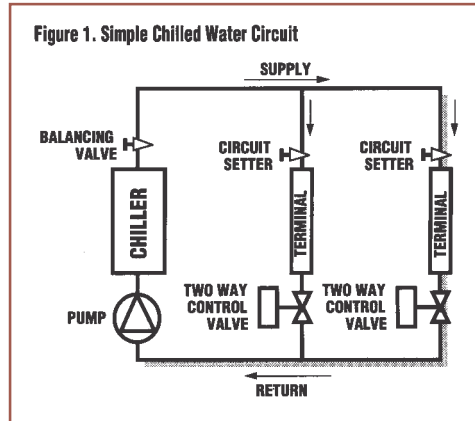 Figure 1. Simple Chilled Water Circuit
SUPPLY
BALANCING
VALVE
CIRCUIT
SETTER
CIRCUIT
SETTER
CHILLER
TERMINAL
TERMINAL
TWO WAY
CONTROL
VALVE
TWO WAY
CONTROL
VALVE
PUMP
RETURN